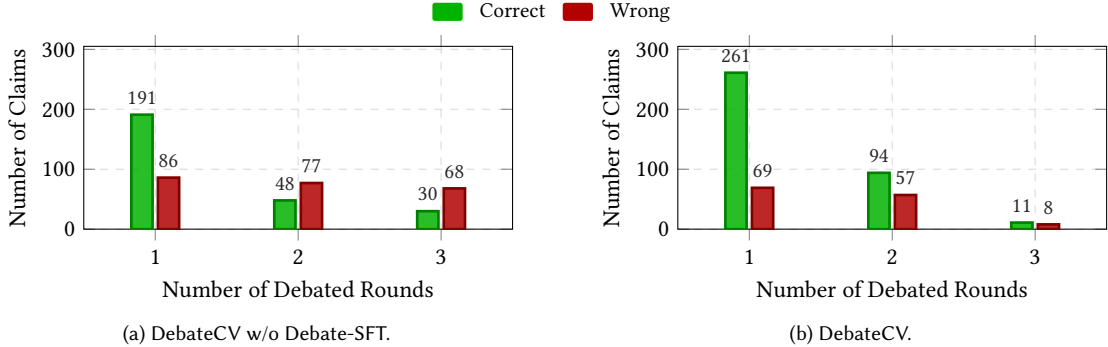 Correct Wrong
Number of Claims
300
200
100
0
191
86
48
77
30
68
1 2 3
Number of Debated Rounds
(a) DebateCV w/o Debate-SFT.
Number of Claims
300
200
100
0
261
69
94
57
11
8
1 2 3
Number of Debated Rounds
(b) DebateCV.